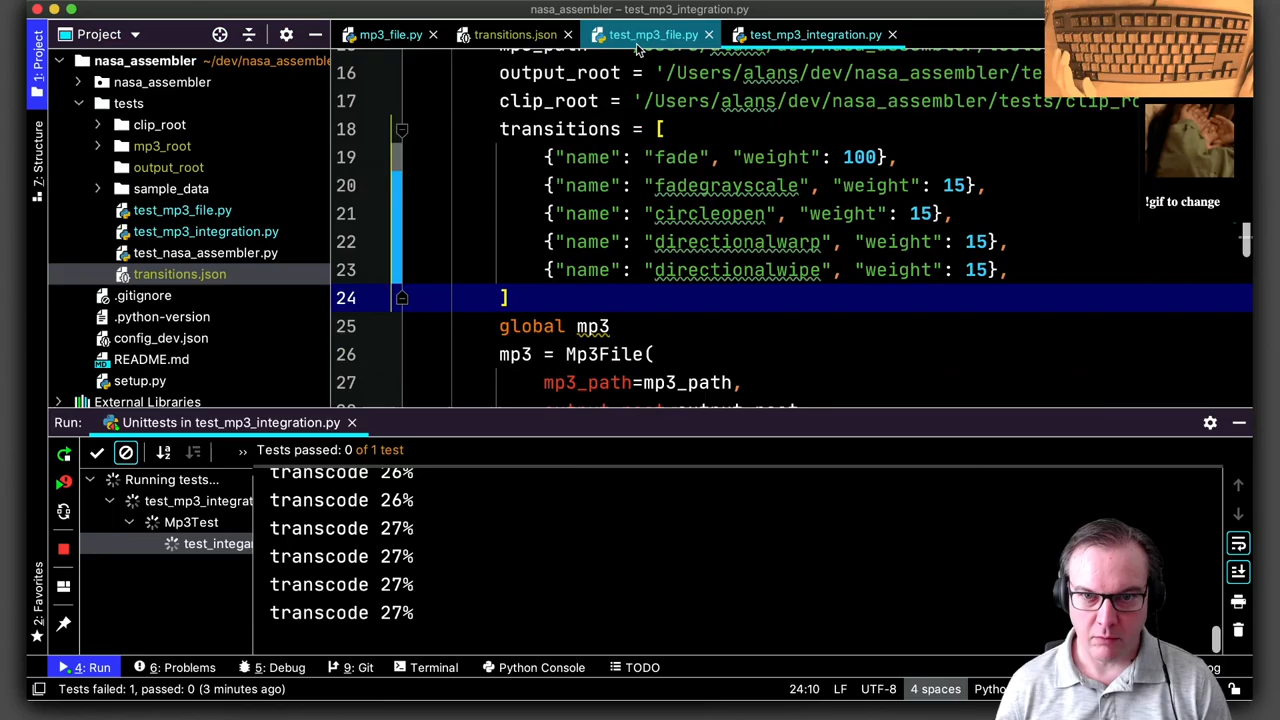 nasa_assembler – test_mp3_integration.py
Project
mp3_file.py
transitions.json
test_mp3_file.py
test_mp3_integration.py
1: Project
7: Structure
2: Favorites
nasa_assembler ~/dev/nasa_assembl
nasa_assembler
tests
clip_root
mp3_root
output_root
sample_data
test_mp3_file.py
test_mp3_integration.py
test_nasa_assembler.py
transitions.json
.gitignore
.python-version
config_dev.json
README.md
setup.py
External Libraries
16 output_root = '/Users/alans/dev/nasa_assembler/te
17 clip_root = '/Users/alans/dev/nasa_assembler/tests/clip_ro
18 transitions = [
19 {"name": "fade", "weight": 100},
20 {"name": "fadegrayscale", "weight": 15},
21 {"name": "circleopen", "weight": 15},
22 {"name": "directionalwarp", "weight": 15},
23 {"name": "directionalwipe", "weight": 15},
24 ]
25 global mp3
26 mp3 = Mp3File(
27 mp3_path=mp3_path,
!gif to change
Run: Unittests in test_mp3_integration.py
» Tests passed: 0 of 1 test
Running tests...
test_mp3_integrat
Mp3Test
test_integar
transcode 26%
transcode 26%
transcode 27%
transcode 27%
transcode 27%
transcode 27%
4: Run
6: Problems
5: Debug
9: Git
Terminal
Python Console
TODO
og
Tests failed: 1, passed: 0 (3 minutes ago)
24:10 LF UTF-8 4 spaces Pytho